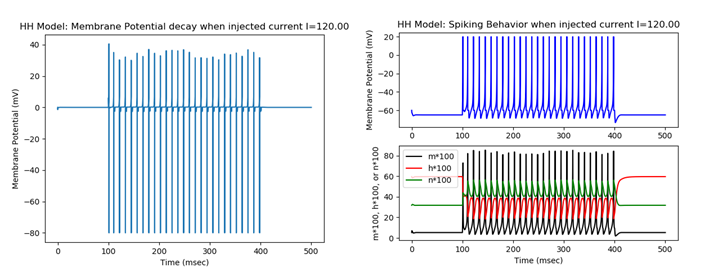 HH Model: Membrane Potential decay when injected current I=120.00
Membrane Potential (mV)
40
20
0
−20
−40
−60
−80
0 100 200 300 400 500
Time (msec)
HH Model: Spiking Behavior when injected current I=120.00
Membrane Potential (mV)
20
0
−20
−40
−60
0 100 200 300 400 500
m*100, h*100, or n*100
80
60
40
20
0
m*100
h*100
n*100
0 100 200 300 400 500
Time (msec)